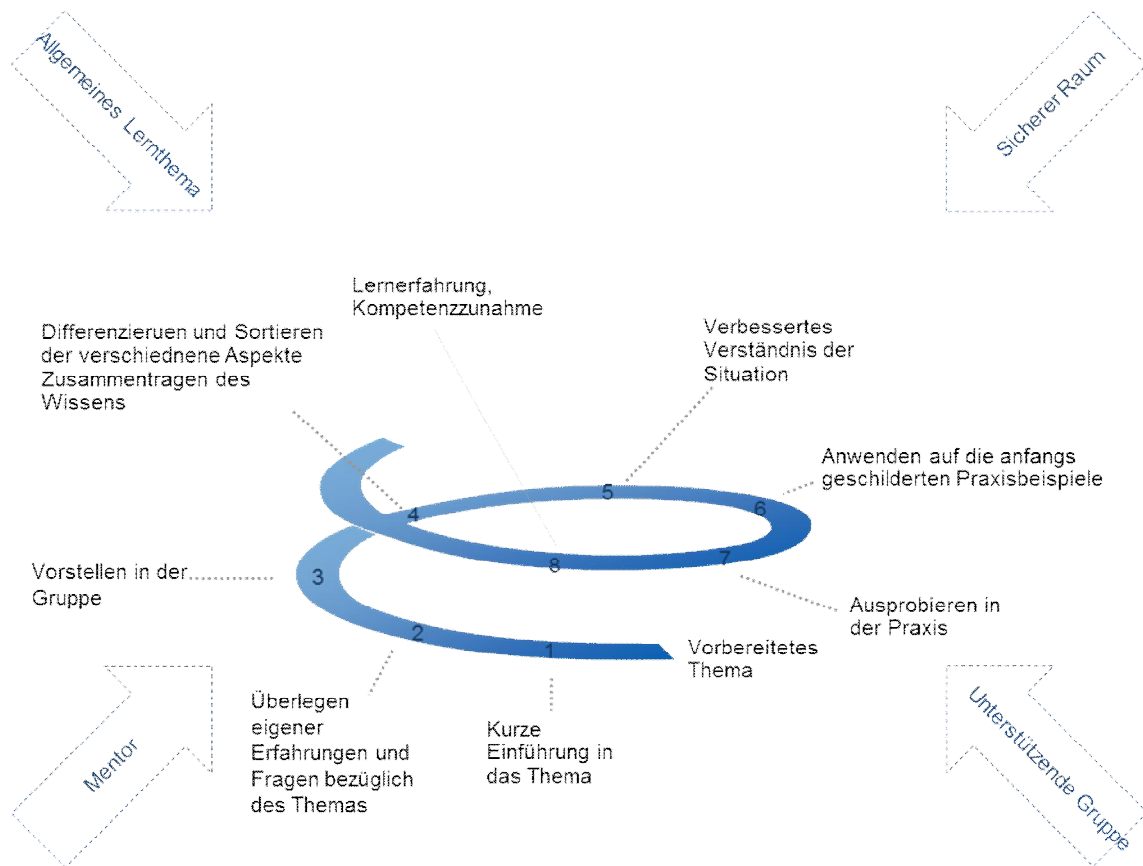 Allgemeines Lernthema
Sicherer Raum
Lernerfahrung,
Kompetenzzunahme
Differenzieruen und Sortieren
der verschiednene Aspekte
Zusammentragen des
Wissens
Verbessertes
Verständnis der
Situation
Anwenden auf die anfangs
geschilderten Praxisbeispiele
5
4
6
8
7
3
2
1
Vorstellen in der
Gruppe
Ausprobieren in
der Praxis
Vorbereitetes
Thema
Überlegen
eigener
Erfahrungen und
Fragen bezüglich
des Themas
Kurze
Einführung in
das Thema
Mentor
Unterstützende Gruppe